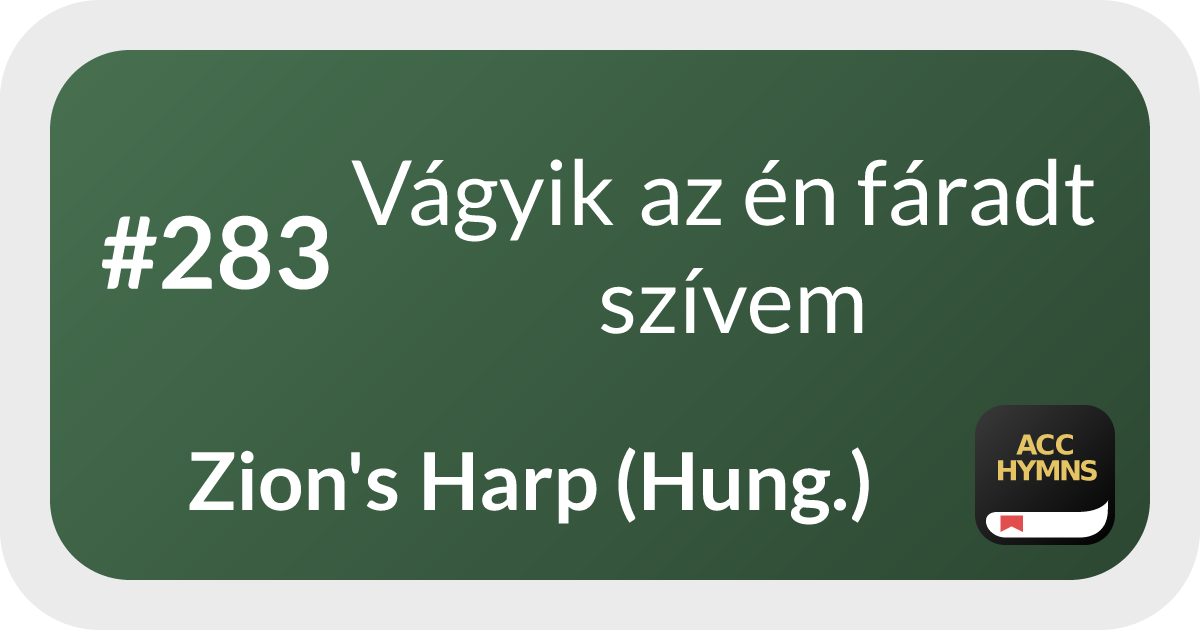 #283
Vágyik az én fáradt
szívem
Zion's Harp (Hung.)
ACC
HYMNS